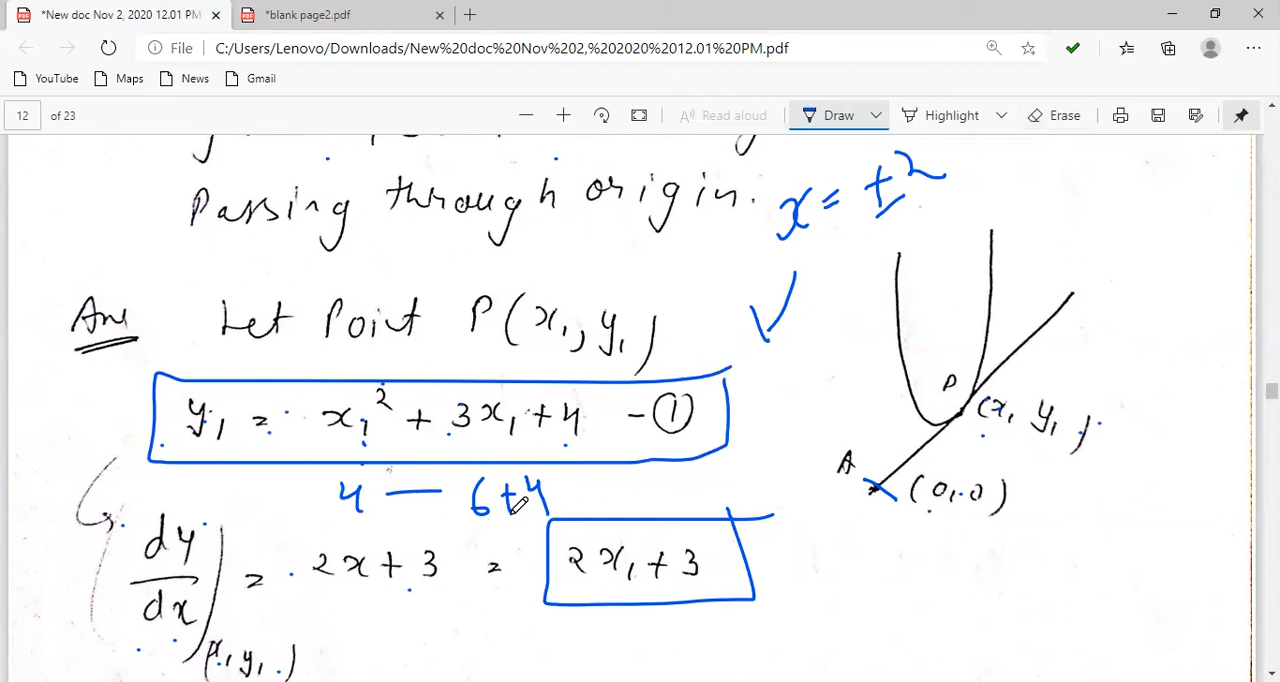 *New doc Nov 2, 2020 12.01 PM
*blank page2.pdf
File C:/Users/Lenovo/Downloads/New%20doc%20Nov%202,%202020%2012.01%20PM.pdf
YouTube Maps News Gmail
12 of 23 Read aloud Draw Highlight Erase
Passing through origin. x = ±2
Ans Let Point P(x₁, y₁)
y₁ = x₁² + 3x₁ + 4 - ①
4 — 6+4
dy/dx](x₁ y₁) = 2x + 3 = 2x₁ + 3
P
(x₁ y₁)
A
(0,0)